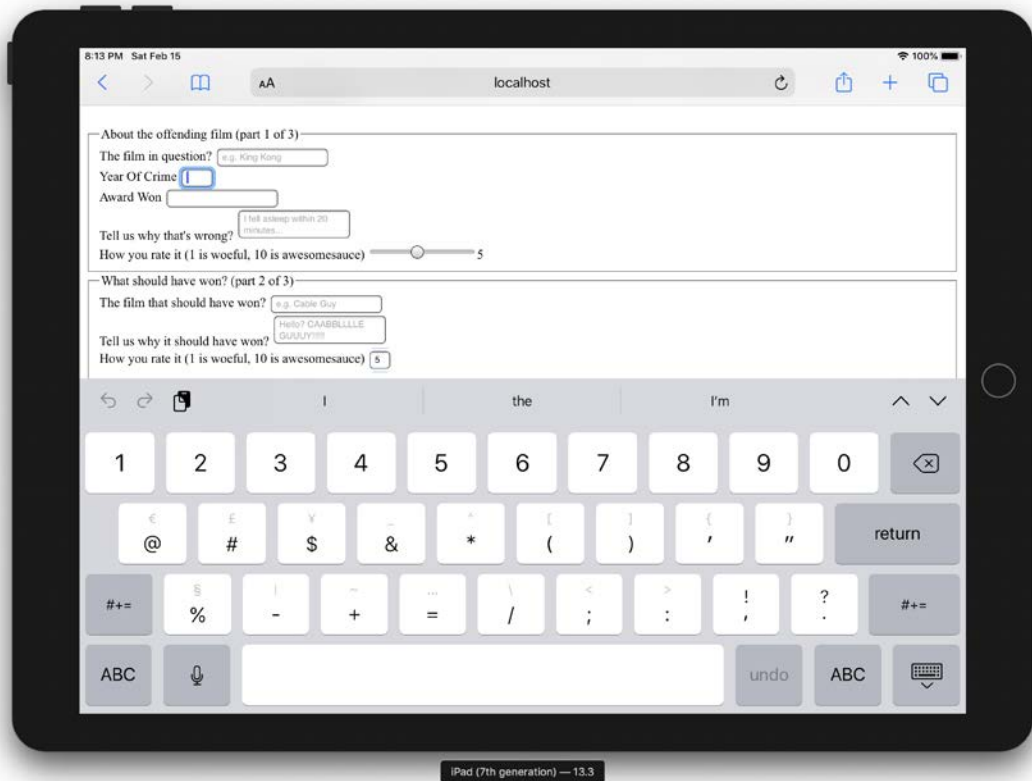 8:13 PM Sat Feb 15
100%
AA
localhost
About the offending film (part 1 of 3)
The film in question? e.g. King Kong
Year Of Crime
Award Won
I fell asleep within 20
minutes...
Tell us why that's wrong?
How you rate it (1 is woeful, 10 is awesomesauce) 5
What should have won? (part 2 of 3)
The film that should have won? e.g. Cable Guy
Hello? CAABBLLLLE
GUUUY!!!!!
Tell us why it should have won?
How you rate it (1 is woeful, 10 is awesomesauce) 5
I the I'm
1 2 3 4 5 6 7 8 9 0
€ £ ¥ _ ^ [ ] { }
@ # $ & * ( ) ' " return
§ | ~ … \ < > ! ?
#+= % - + = / ; : , . #+=
ABC undo ABC
iPad (7th generation) — 13.3